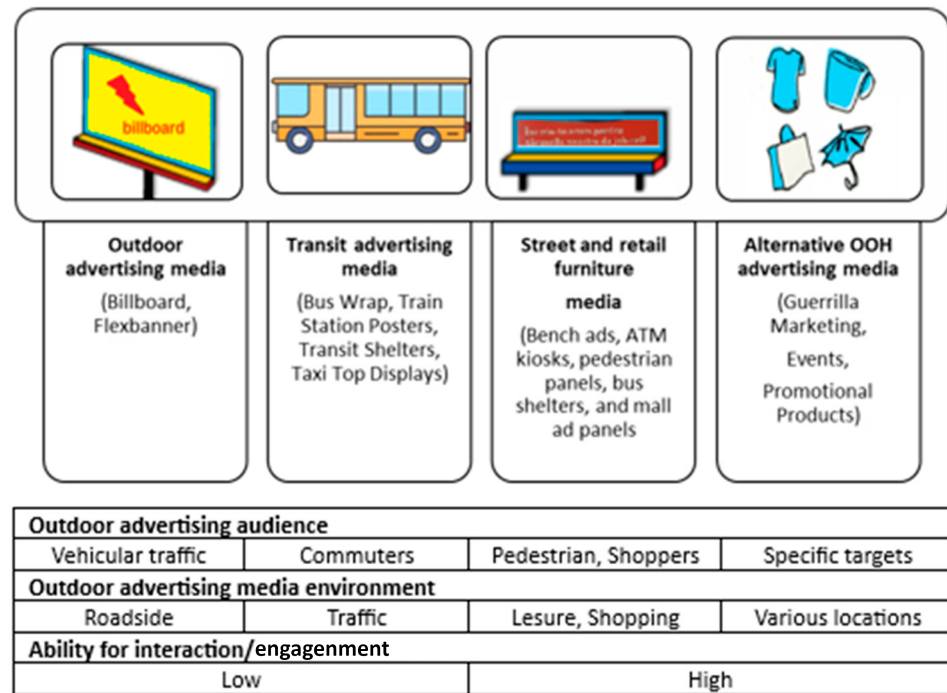 billboard
Outdoor
advertising media
(Billboard,
Flexbanner)
Transit advertising
media
(Bus Wrap, Train
Station Posters,
Transit Shelters,
Taxi Top Displays)
Street and retail
furniture
media
(Bench ads, ATM
kiosks, pedestrian
panels, bus
shelters, and mall
ad panels
Alternative OOH
advertising media
(Guerrilla
Marketing,
Events,
Promotional
Products)
Outdoor advertising audience
Vehicular traffic Commuters Pedestrian, Shoppers Specific targets
Outdoor advertising media environment
Roadside Traffic Lesure, Shopping Various locations
Ability for interaction/engagenment
Low High